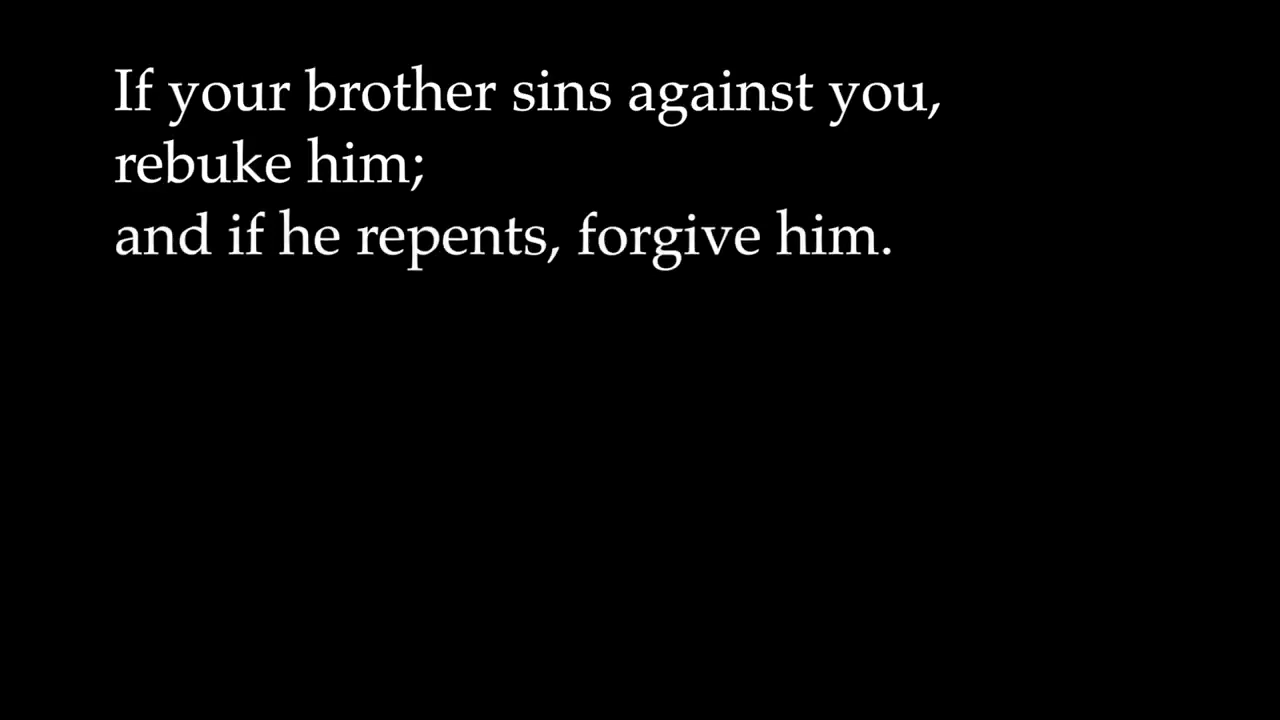 If your brother sins against you,
rebuke him;
and if he repents, forgive him.